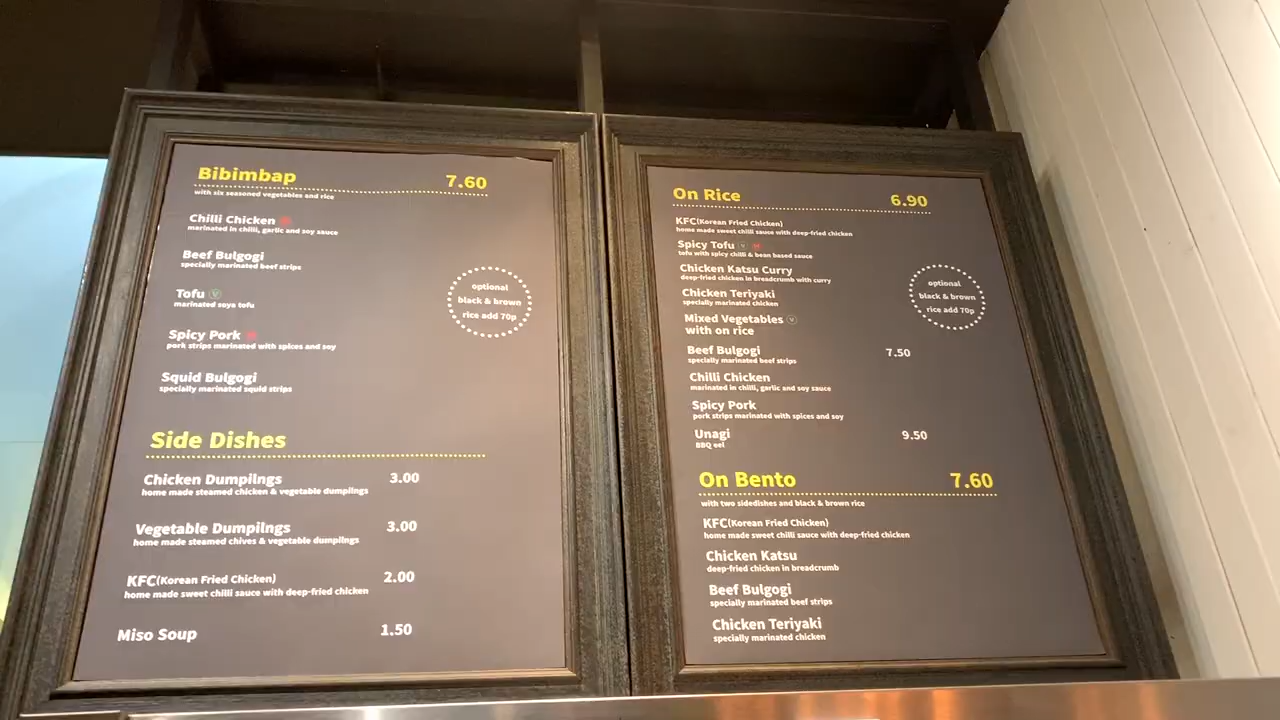 Bibimbap 7.60
with six seasoned vegetables and rice
Chilli Chicken
marinated in chilli, garlic and soy sauce
Beef Bulgogi
specially marinated beef strips
Tofu V
marinated soya tofu
Spicy Pork
pork strips marinated with spices and soy
Squid Bulgogi
specially marinated squid strips
optional
black & brown
rice add 70p
Side Dishes
Chicken Dumpilngs 3.00
home made steamed chicken & vegetable dumplings
Vegetable Dumpilngs 3.00
home made steamed chives & vegetable dumplings
KFC(Korean Fried Chicken) 2.00
home made sweet chilli sauce with deep-fried chicken
Miso Soup 1.50
On Rice 6.90
KFC(Korean Fried Chicken)
home made sweet chilli sauce with deep-fried chicken
Spicy Tofu V
tofu with spicy chilli & bean based sauce
Chicken Katsu Curry
deep-fried chicken in breadcrumb with curry
Chicken Teriyaki
specially marinated chicken
Mixed Vegetables V
with on rice
Beef Bulgogi 7.50
specially marinated beef strips
Chilli Chicken
marinated in chilli, garlic and soy sauce
Spicy Pork
pork strips marinated with spices and soy
Unagi 9.50
BBQ eel
optional
black & brown
rice add 70p
On Bento 7.60
with two sidedishes and black & brown rice
KFC(Korean Fried Chicken)
home made sweet chilli sauce with deep-fried chicken
Chicken Katsu
deep-fried chicken in breadcrumb
Beef Bulgogi
specially marinated beef strips
Chicken Teriyaki
specially marinated chicken